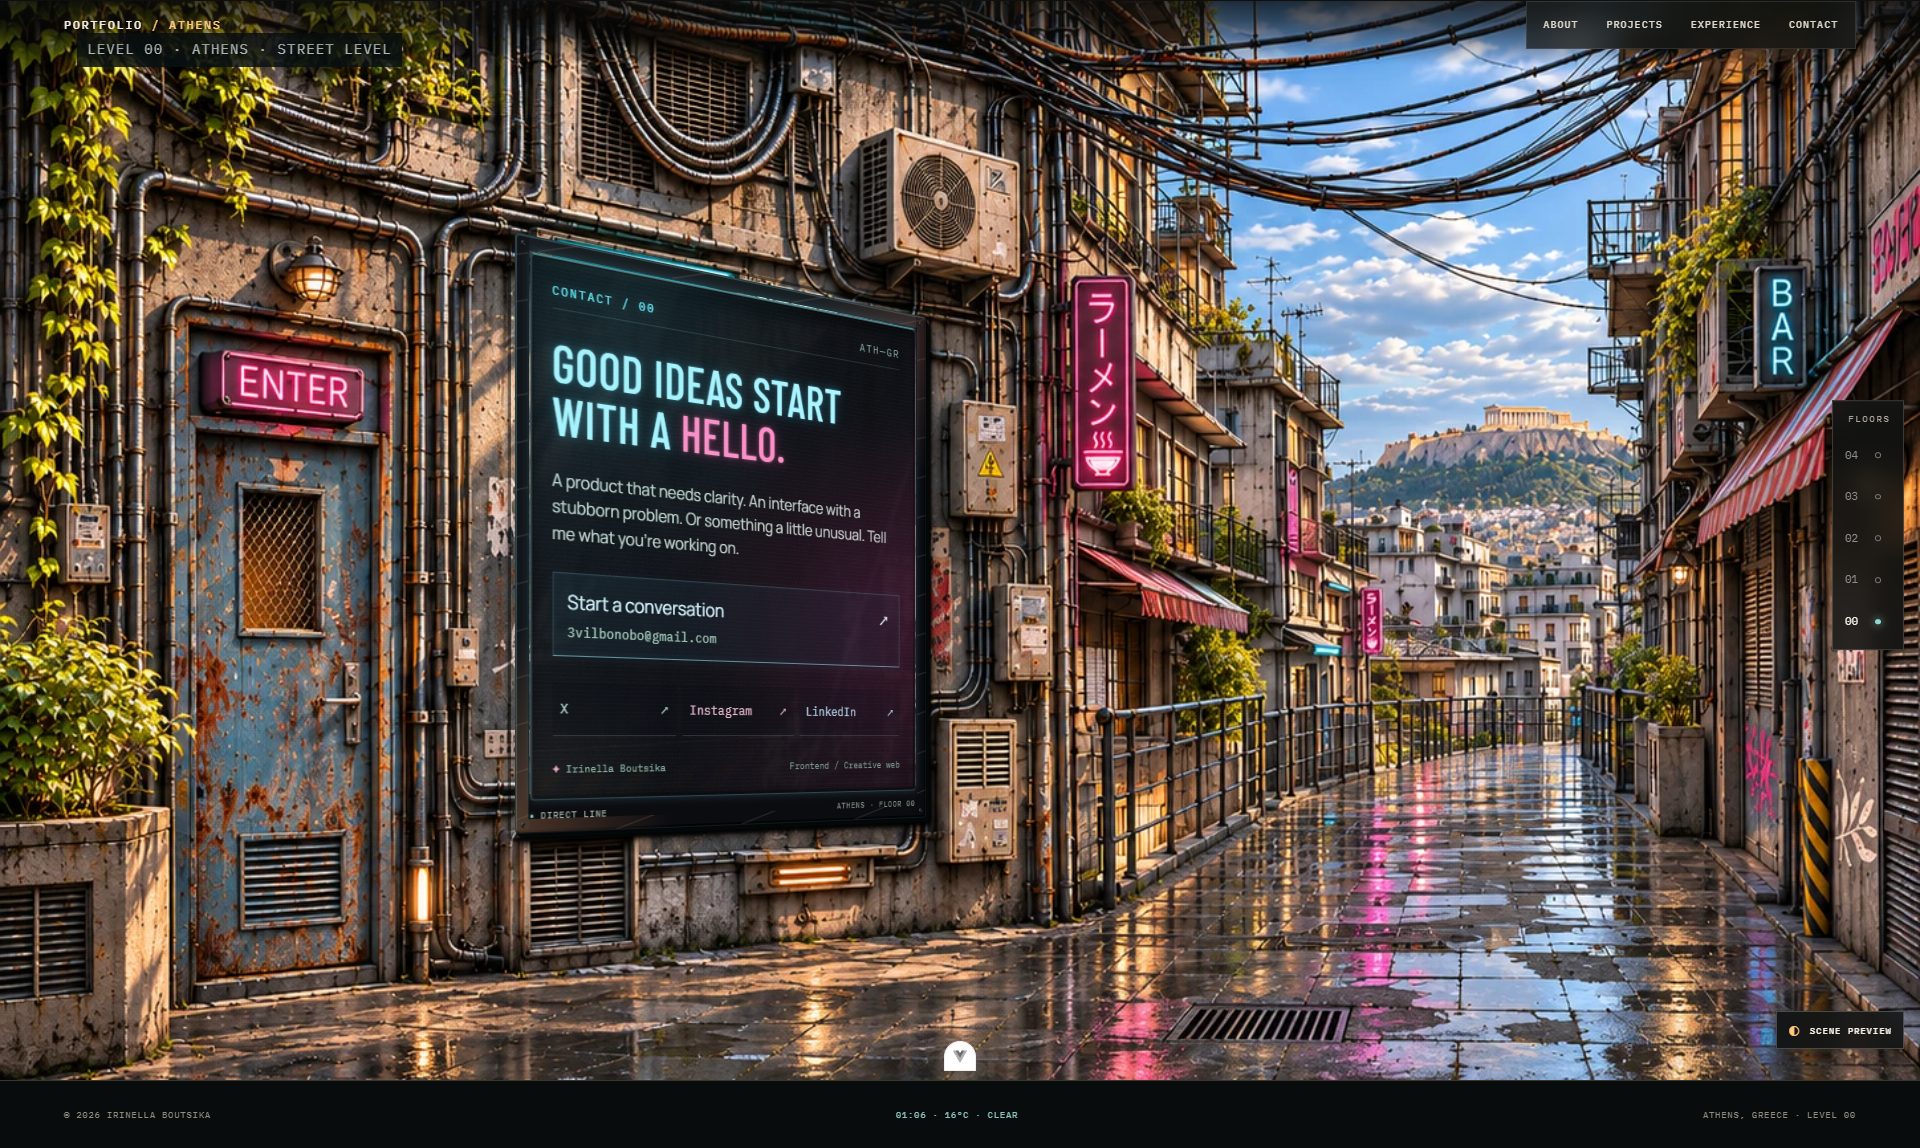 PORTFOLIO / ATHENS
LEVEL 00 · ATHENS · STREET LEVEL
ABOUT PROJECTS EXPERIENCE CONTACT
ENTER
CONTACT / 00
ATH—GR
GOOD IDEAS START
WITH A HELLO.
A product that needs clarity. An interface with a
stubborn problem. Or something a little unusual. Tell
me what you're working on.
Start a conversation ↗
3vilbonobo@gmail.com
X ↗ Instagram ↗ LinkedIn ↗
✦ Irinella Boutsika
Frontend / Creative web
DIRECT LINE
ATHENS · FLOOR 00
ラーメン
ラーメン
BAR
FLOORS
04
03
02
01
00
SCENE PREVIEW
© 2026 IRINELLA BOUTSIKA
01:06 · 16°C · CLEAR
ATHENS, GREECE · LEVEL 00